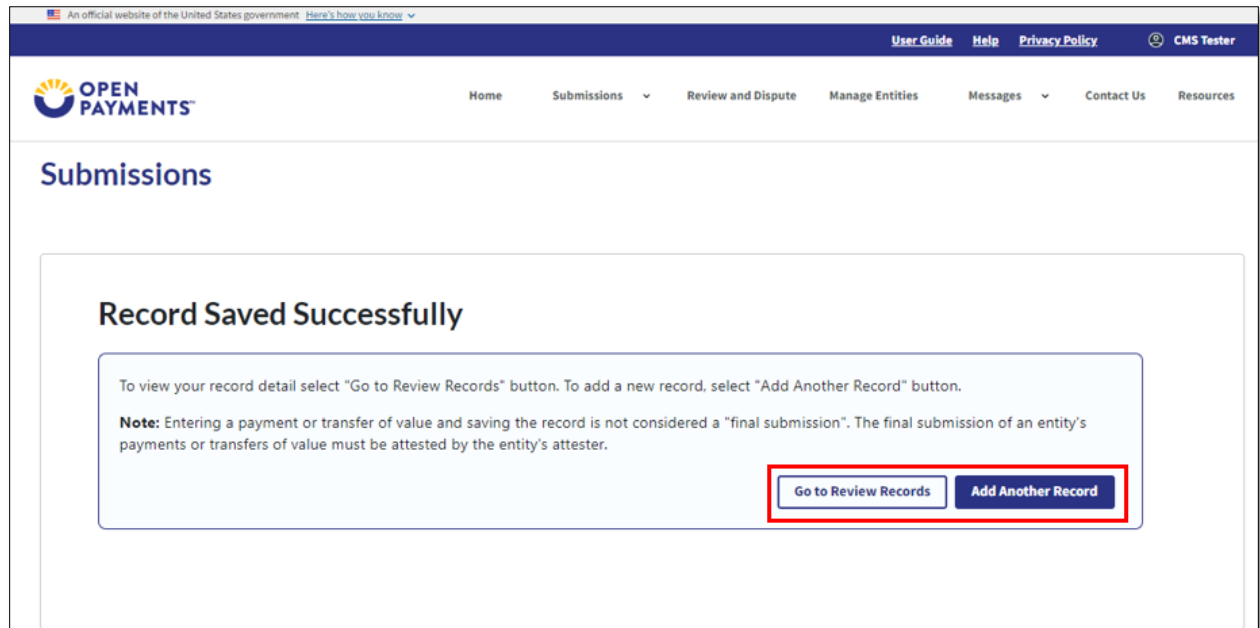 An official website of the United States government Here's how you know
User Guide Help Privacy Policy CMS Tester
OPEN
PAYMENTS™
Home Submissions Review and Dispute Manage Entities Messages Contact Us Resources
Submissions
Record Saved Successfully
To view your record detail select "Go to Review Records" button. To add a new record, select "Add Another Record" button.
Note: Entering a payment or transfer of value and saving the record is not considered a "final submission". The final submission of an entity's
payments or transfers of value must be attested by the entity's attester.
Go to Review Records Add Another Record